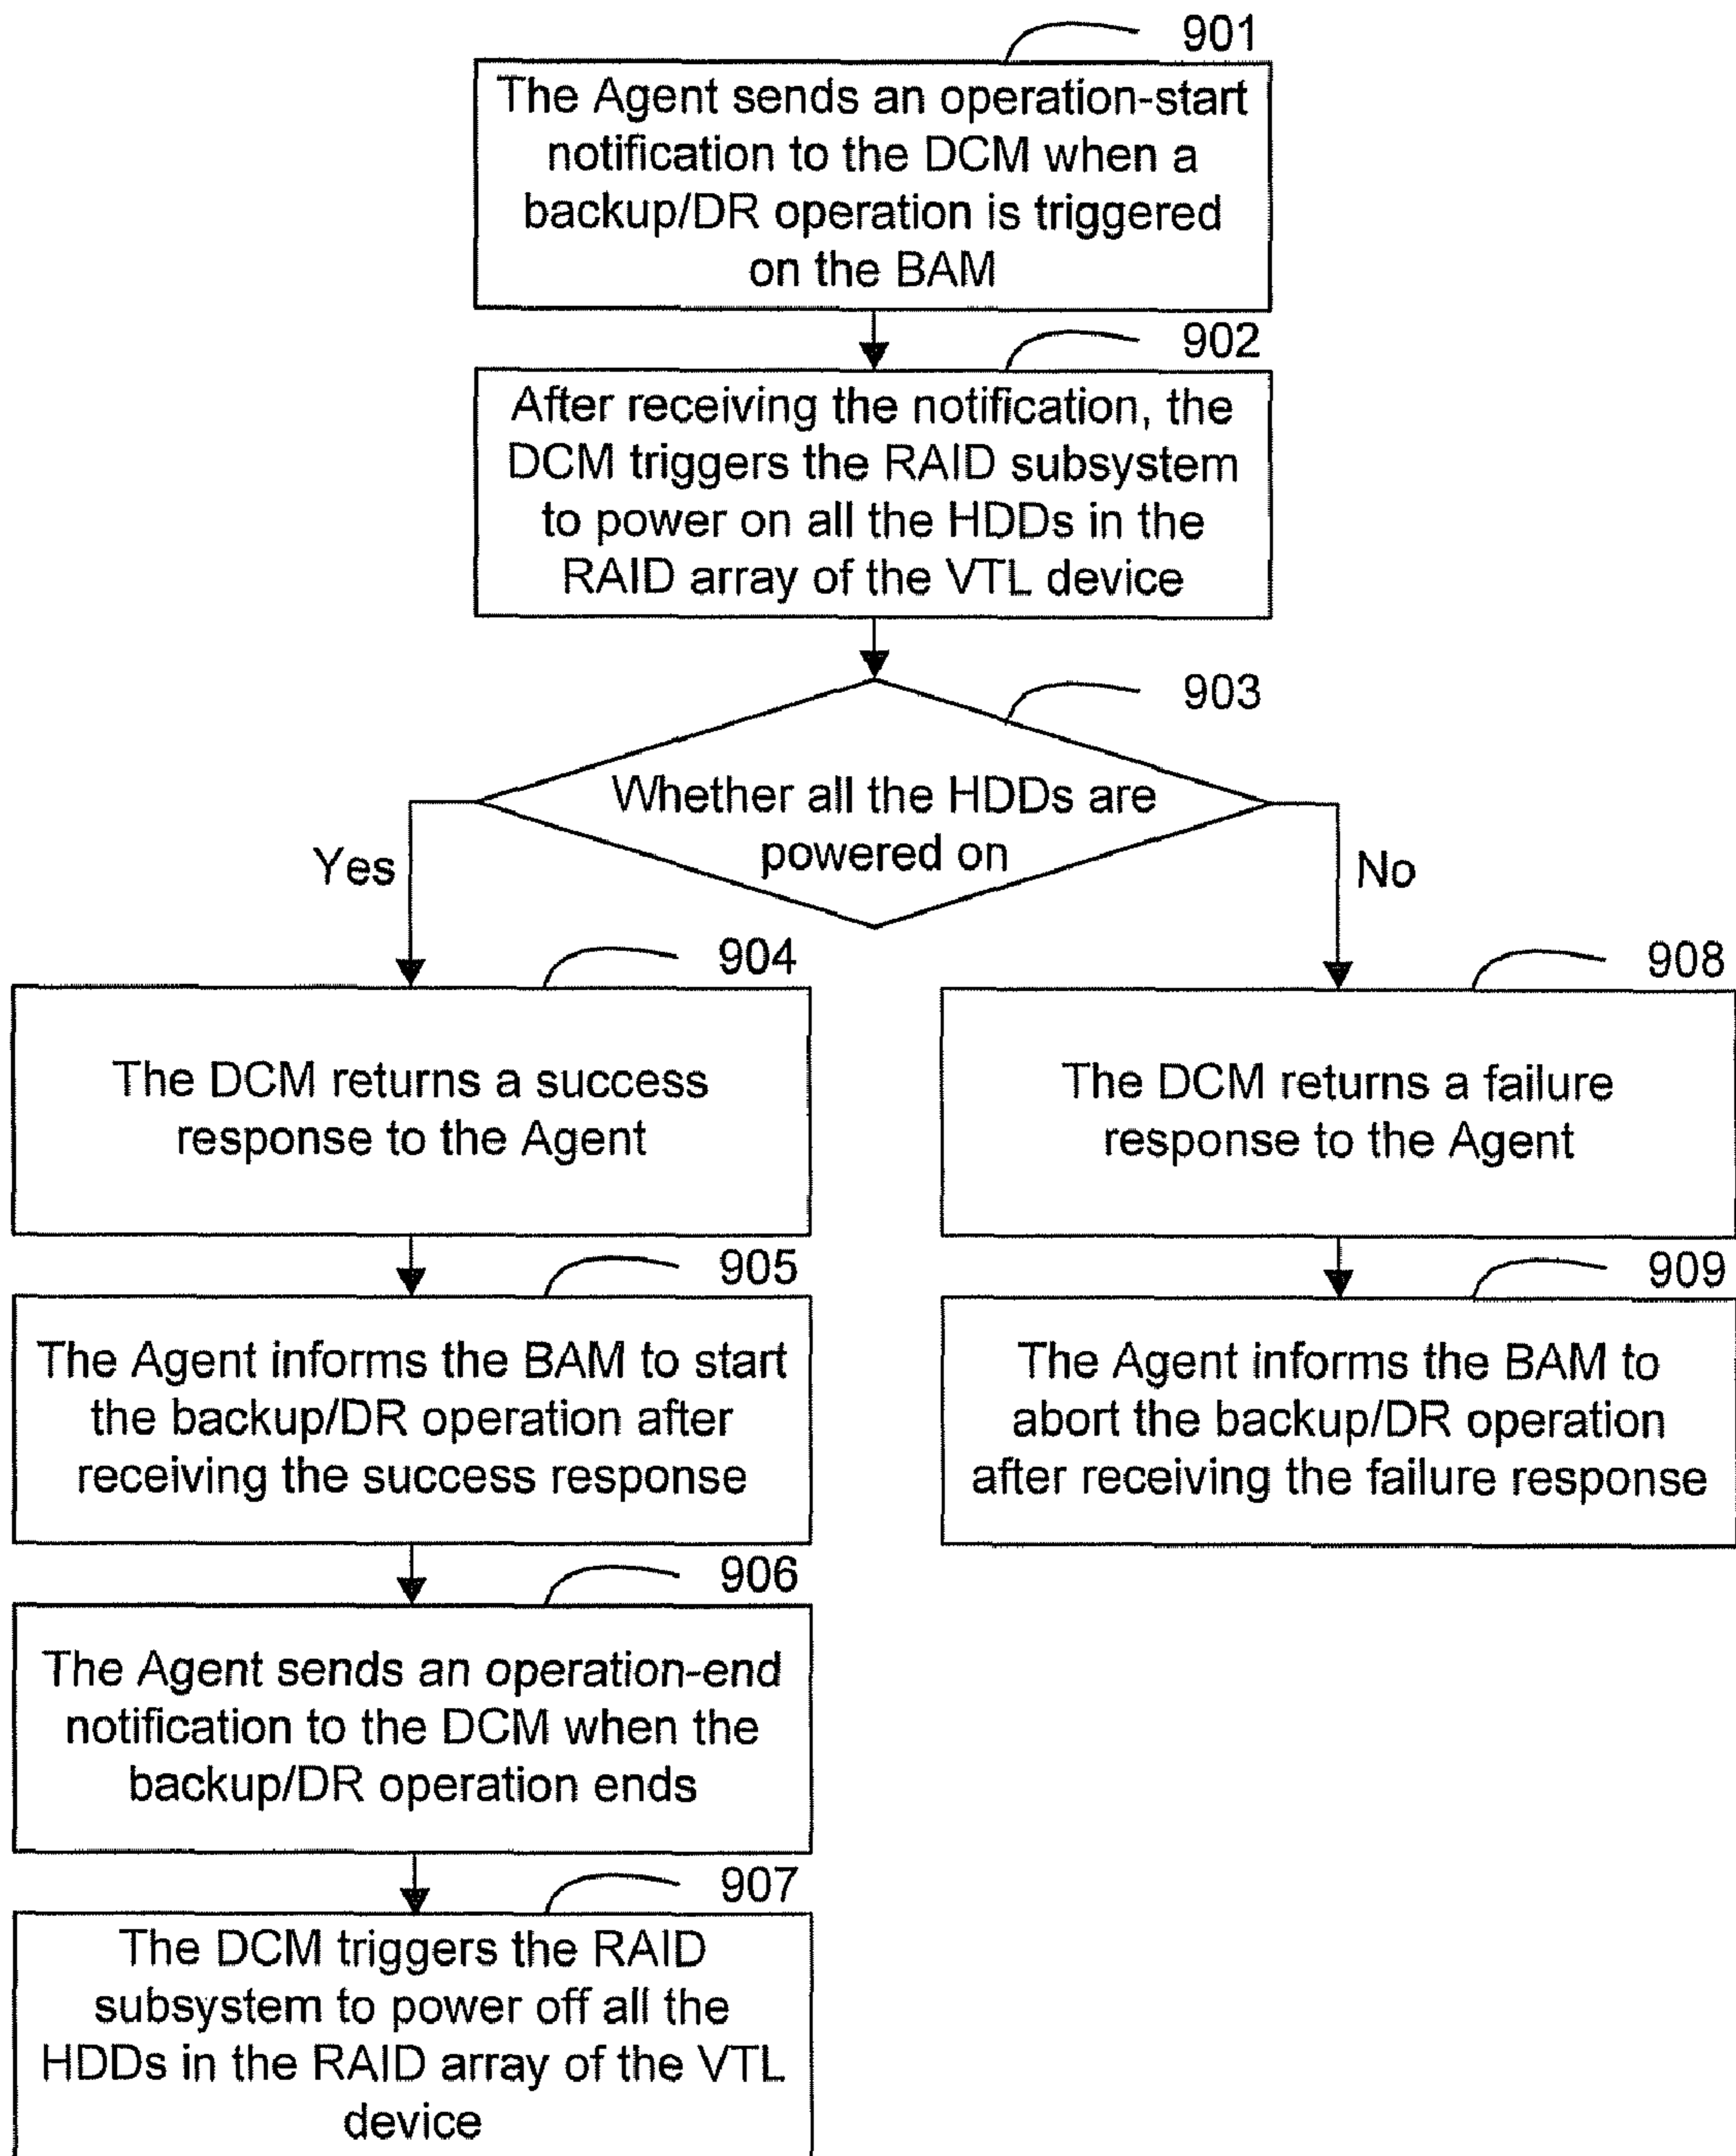 901
The Agent sends an operation-start
notification to the DCM when a
backup/DR operation is triggered
on the BAM
902
After receiving the notification, the
DCM triggers the RAID subsystem
to power on all the HDDs in the
RAID array of the VTL device
903
Whether all the HDDs are
powered on
Yes
No
904
The DCM returns a success
response to the Agent
908
The DCM returns a failure
response to the Agent
905
The Agent informs the BAM to start
the backup/DR operation after
receiving the success response
909
The Agent informs the BAM to
abort the backup/DR operation
after receiving the failure response
906
The Agent sends an operation-end
notification to the DCM when the
backup/DR operation ends
907
The DCM triggers the RAID
subsystem to power off all the
HDDs in the RAID array of the VTL
device